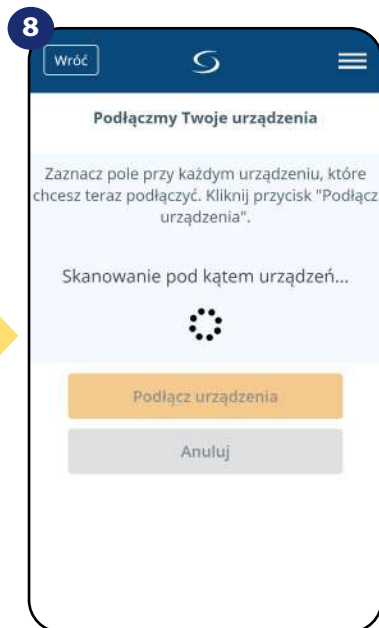 8
Wróć
Podłączmy Twoje urządzenia
Zaznacz pole przy każdym urządzeniu, które
chcesz teraz podłączyć. Kliknij przycisk "Podłącz
urządzenia".
Skanowanie pod kątem urządzeń...
Podłącz urządzenia
Anuluj